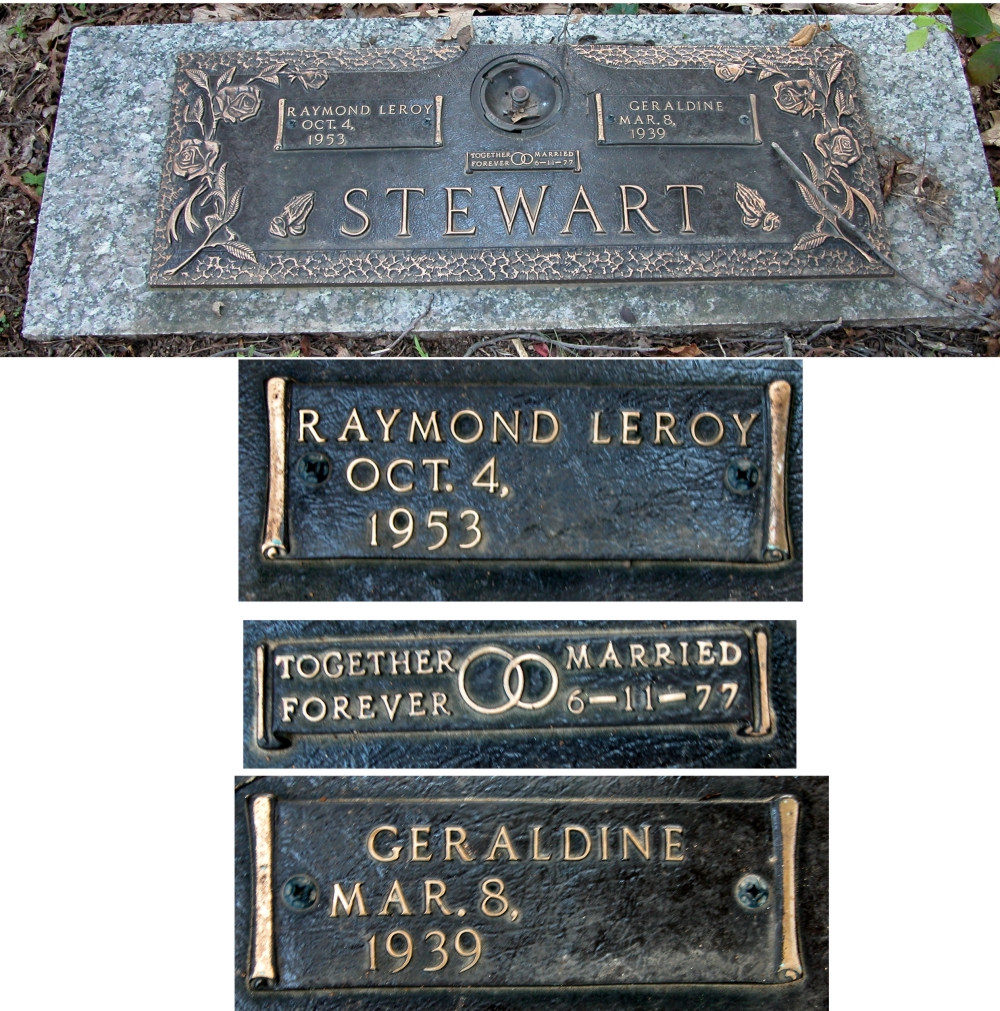 RAYMOND LEROY
OCT. 4,
1953
GERALDINE
MAR. 8,
1939
TOGETHER MARRIED
FOREVER 6-11-77
STEWART
RAYMOND LEROY
OCT. 4,
1953
TOGETHER MARRIED
FOREVER 6-11-77
GERALDINE
MAR. 8,
1939